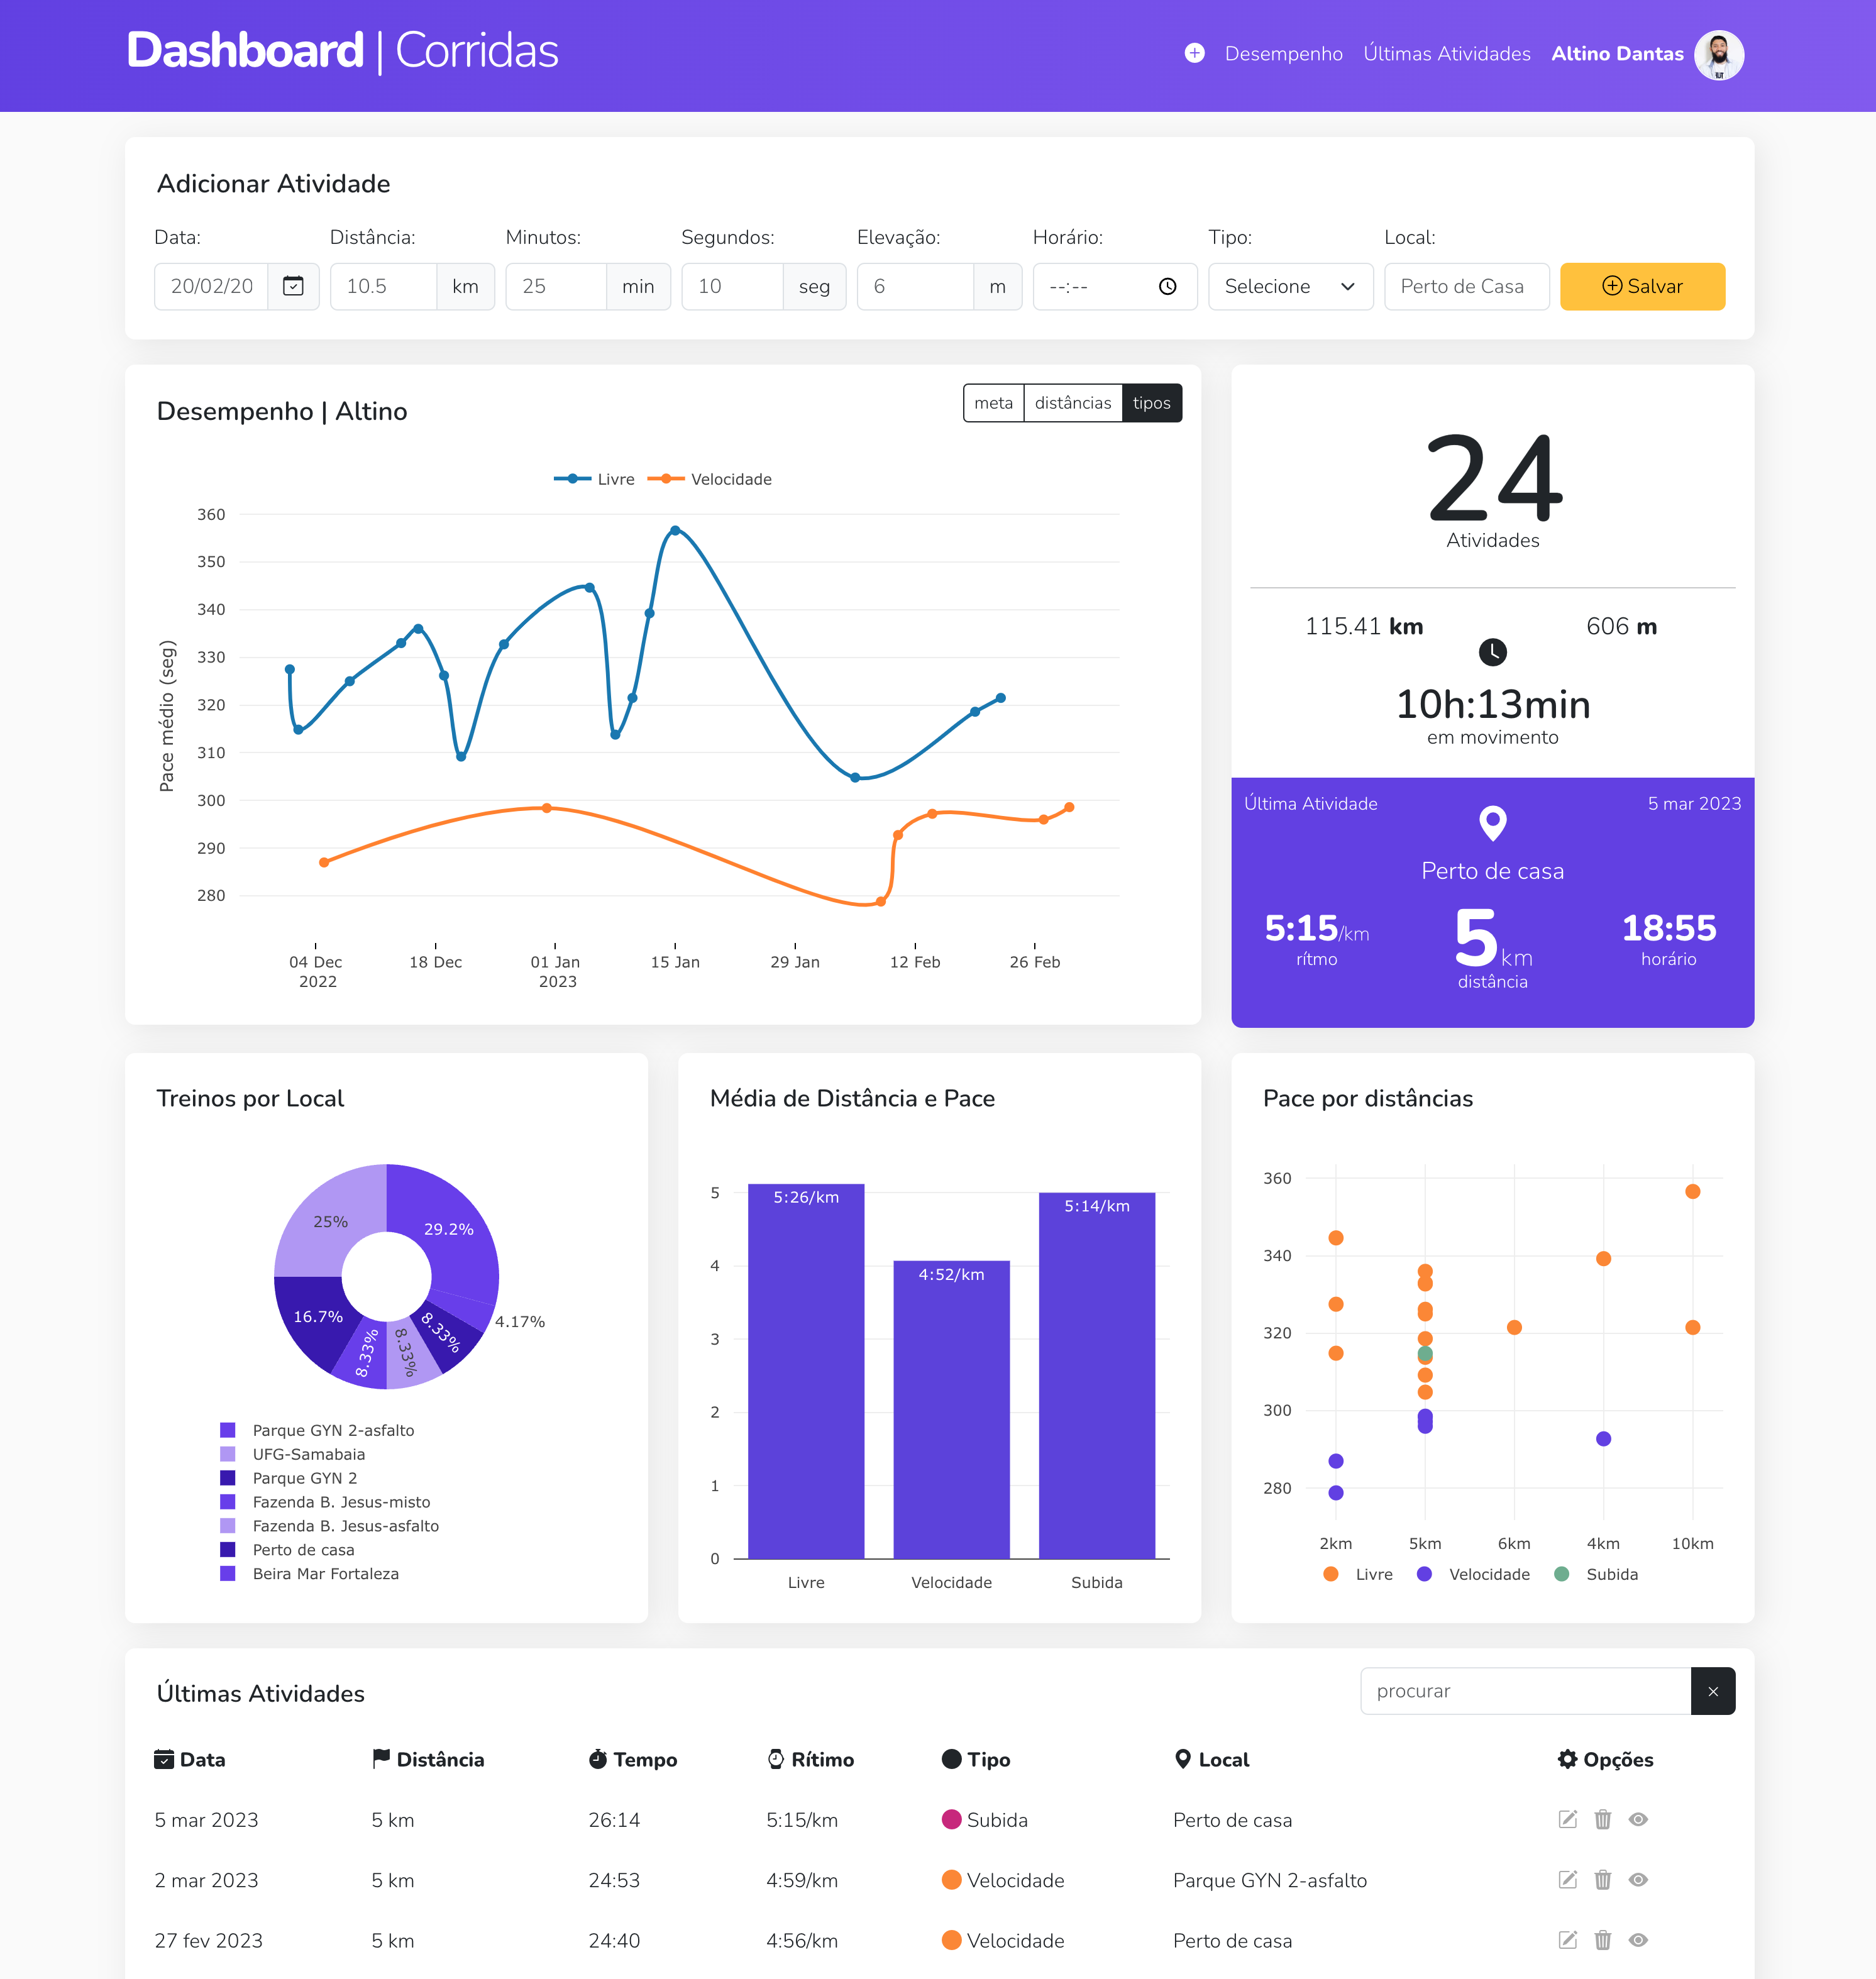 Dashboard | Corridas
Desempenho Últimas Atividades Altino Dantas
Adicionar Atividade
Data: Distância: Minutos: Segundos: Elevação: Horário: Tipo: Local:
20/02/20 10.5 km 25 min 10 seg 6 m --:-- Selecione Perto de Casa Salvar
Desempenho | Altino
meta distâncias tipos
Livre Velocidade
Pace médio (seg)
360
350
340
330
320
310
300
290
280
04 Dec 18 Dec 01 Jan 15 Jan 29 Jan 12 Feb 26 Feb
2022 2023
24
Atividades
115.41 km 606 m
10h:13min
em movimento
Última Atividade 5 mar 2023
Perto de casa
5:15/km 5km 18:55
rítmo distância horário
Treinos por Local
25%
29.2%
16.7%
4.17%
8.33%
8.33%
8.33%
Parque GYN 2-asfalto
UFG-Samabaia
Parque GYN 2
Fazenda B. Jesus-misto
Fazenda B. Jesus-asfalto
Perto de casa
Beira Mar Fortaleza
Média de Distância e Pace
5
4
3
2
1
0
5:26/km
4:52/km
5:14/km
Livre Velocidade Subida
Pace por distâncias
360
340
320
300
280
2km 5km 6km 4km 10km
Livre Velocidade Subida
Últimas Atividades
procurar
Data Distância Tempo Rítimo Tipo Local Opções
5 mar 2023 5 km 26:14 5:15/km Subida Perto de casa
2 mar 2023 5 km 24:53 4:59/km Velocidade Parque GYN 2-asfalto
27 fev 2023 5 km 24:40 4:56/km Velocidade Perto de casa